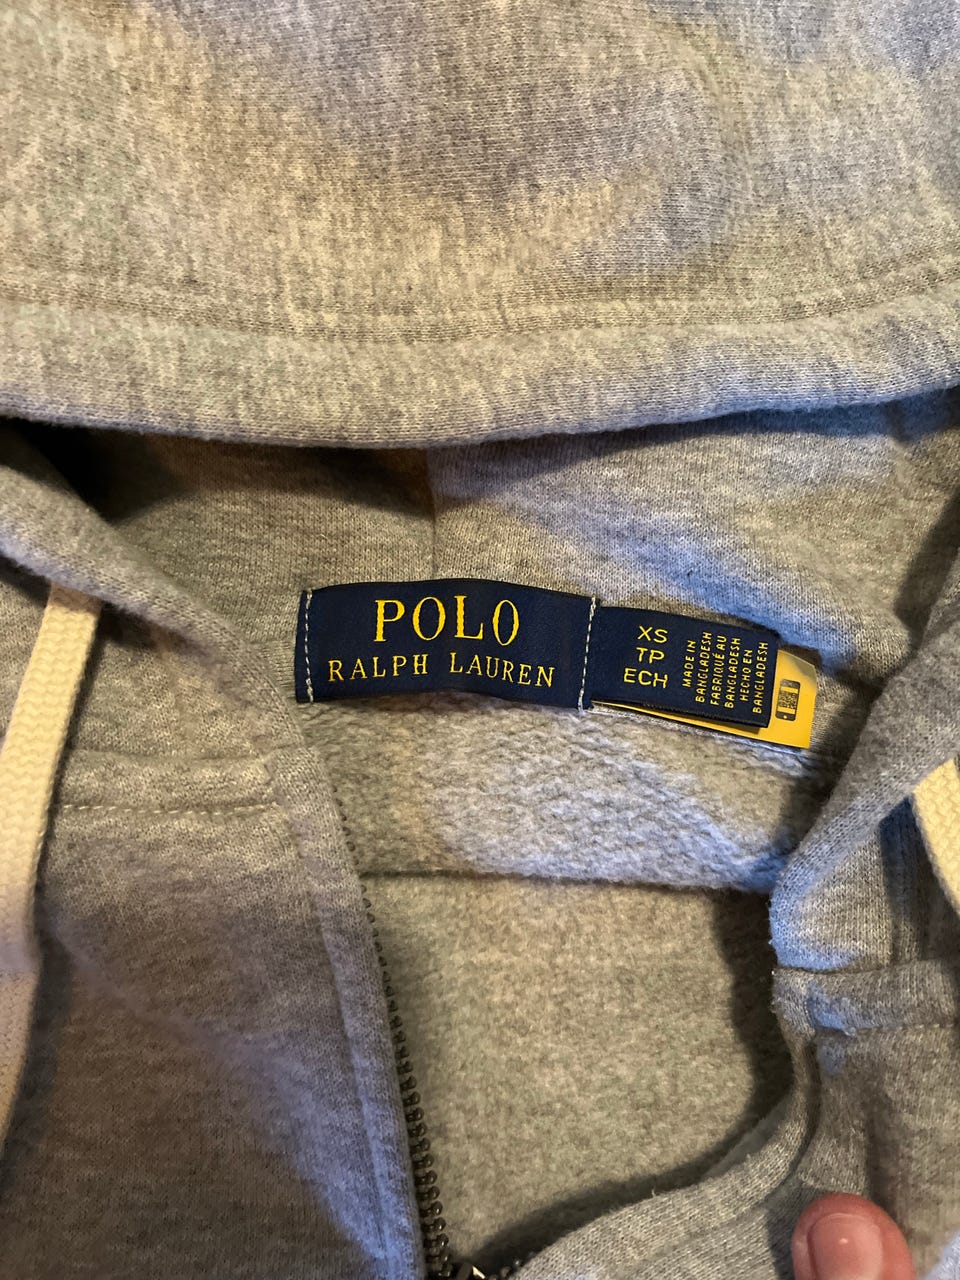 POLO
RALPH LAUREN
XS
TP
ECH
MADE IN
BANGLADESH
FABRIQUÉ AU
BANGLADESH
HECHO EN
BANGLADESH